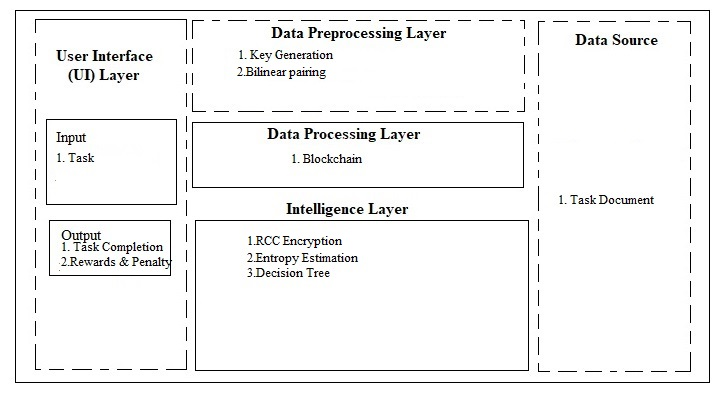 User Interface
(UI) Layer
Input
1. Task
Output
1. Task Completion
2.Rewards & Penalty
Data Preprocessing Layer
1. Key Generation
2.Bilinear pairing
Data Processing Layer
1. Blockchain
Intelligence Layer
1.RCC Encryption
2.Entropy Estimation
3.Decision Tree
Data Source
1. Task Document